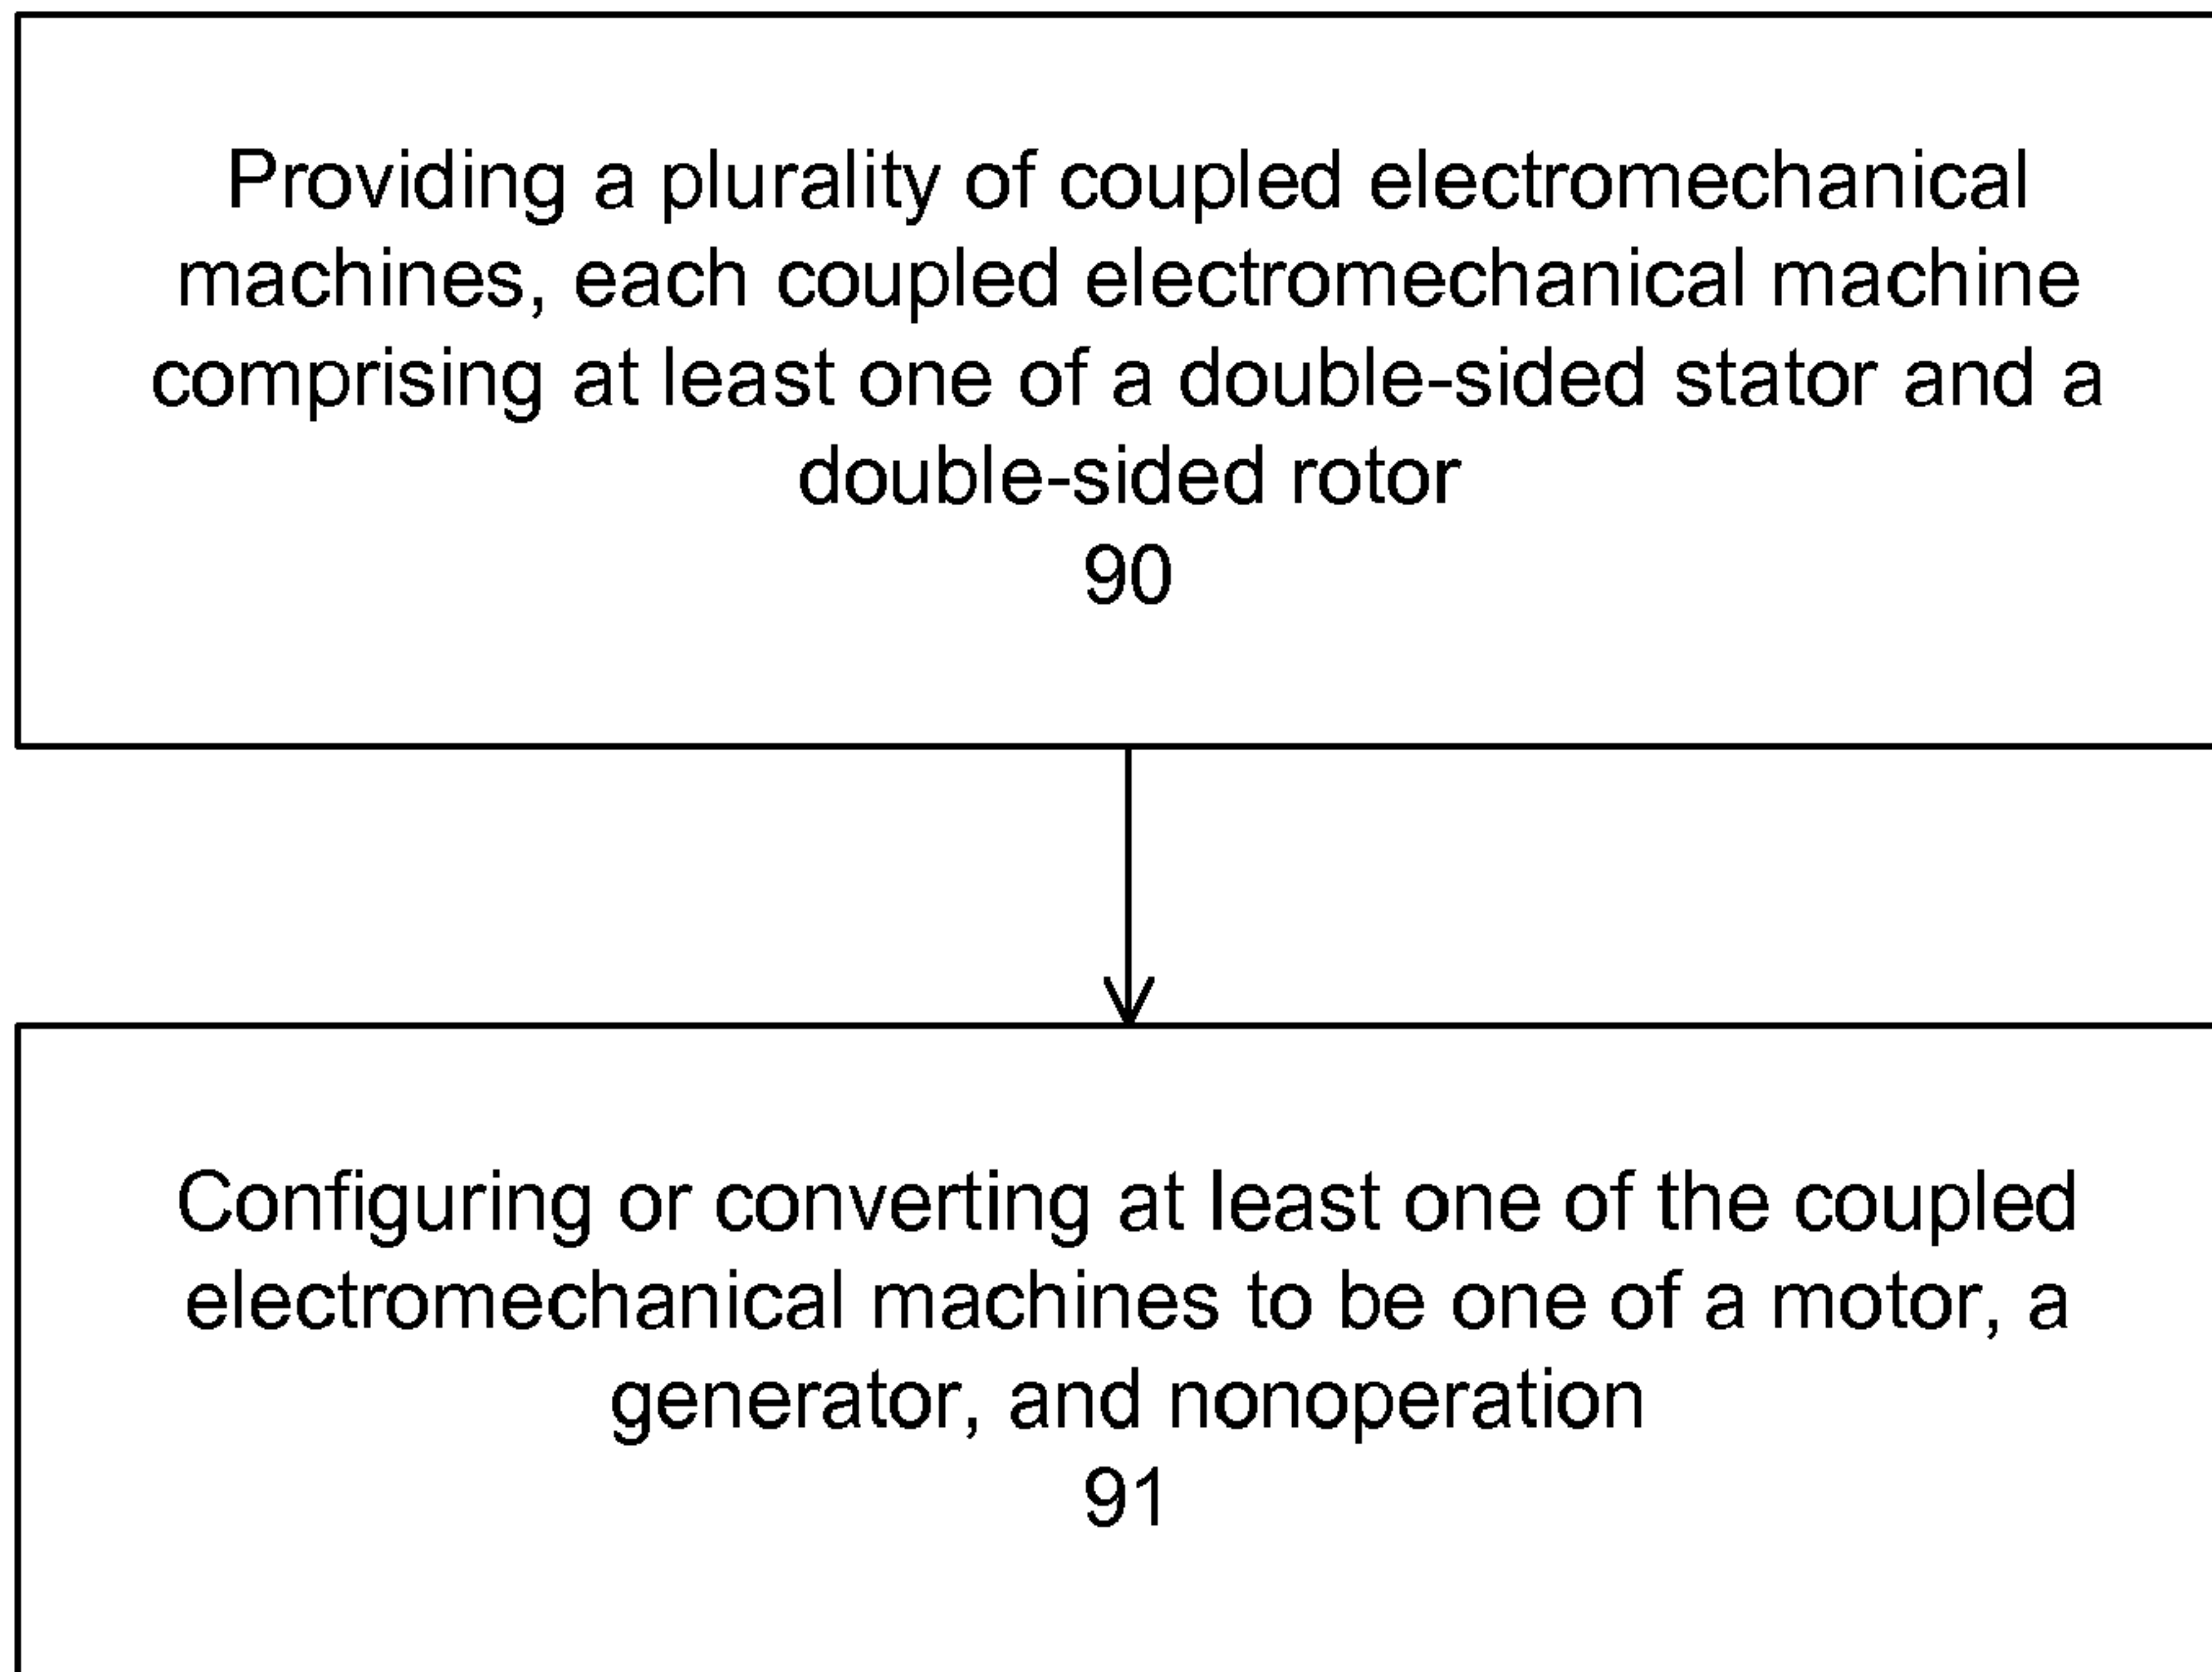 Providing a plurality of coupled electromechanical
machines, each coupled electromechanical machine
comprising at least one of a double-sided stator and a
double-sided rotor
90
Configuring or converting at least one of the coupled
electromechanical machines to be one of a motor, a
generator, and nonoperation
91